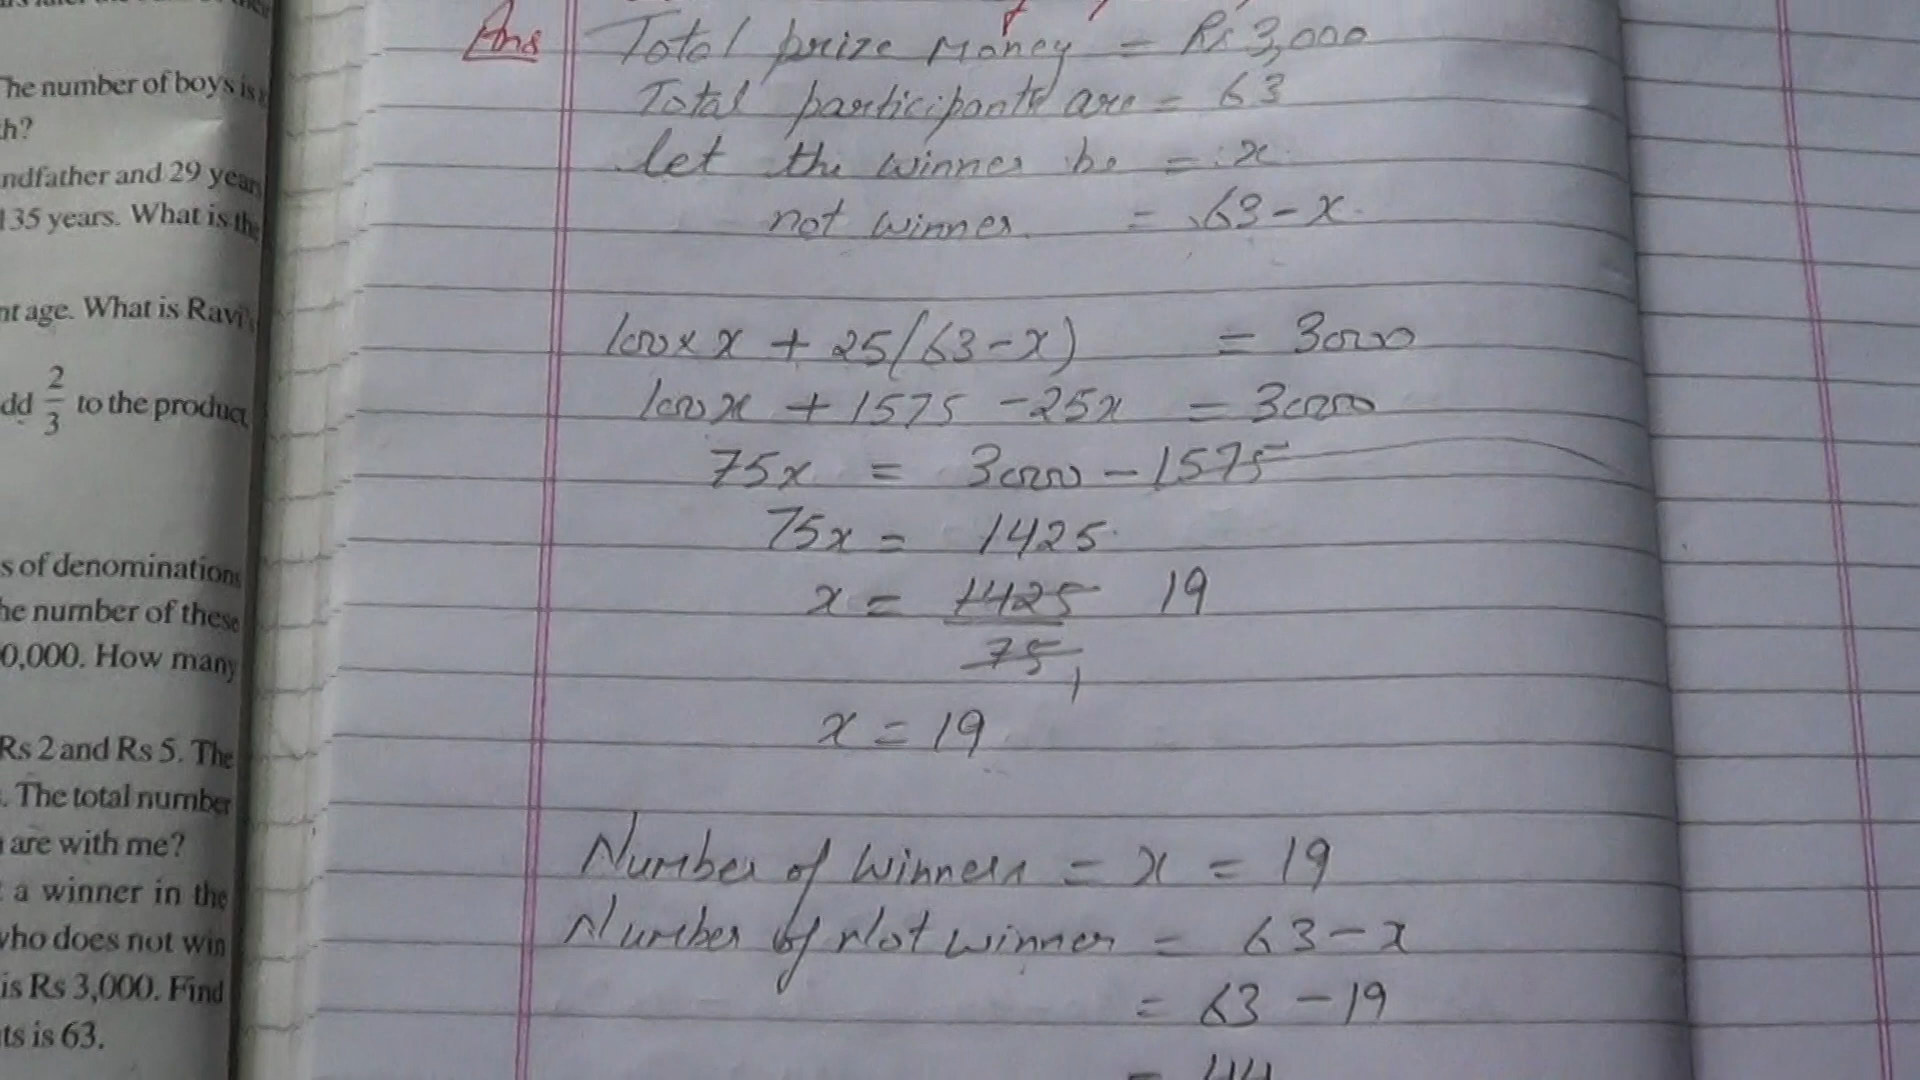 The number of boys is
h?
ndfather and 29 years
135 years. What is the
nt age. What is Ravi's
dd 2/3 to the product
s of denominations
he number of these
0,000. How many
Rs 2 and Rs 5. The
. The total number
are with me?
a winner in the
who does not win
is Rs 3,000. Find
ts is 63.
Ans Total prize Money = Rs 3,000
Total participants are = 63
let the winner be = x
not winner = 63 - x
100 × x + 25(63 - x) = 3000
100x + 1575 - 25x = 3000
75x = 3000 - 1575
75x = 1425
x = 1425 19
75 1
x = 19
Number of Winners = x = 19
Number of Not winner = 63 - x
= 63 - 19
= 44